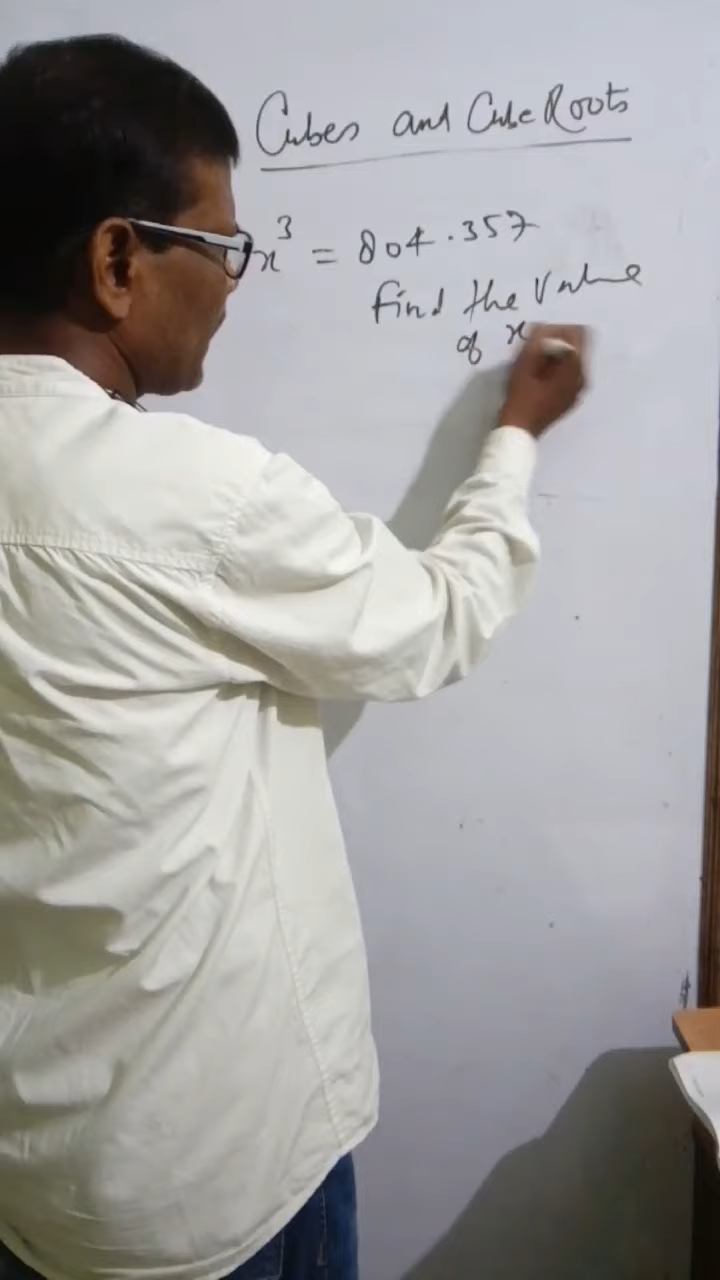 Cubes and Cube Roots
x³ = 804.357
Find the Value
of x